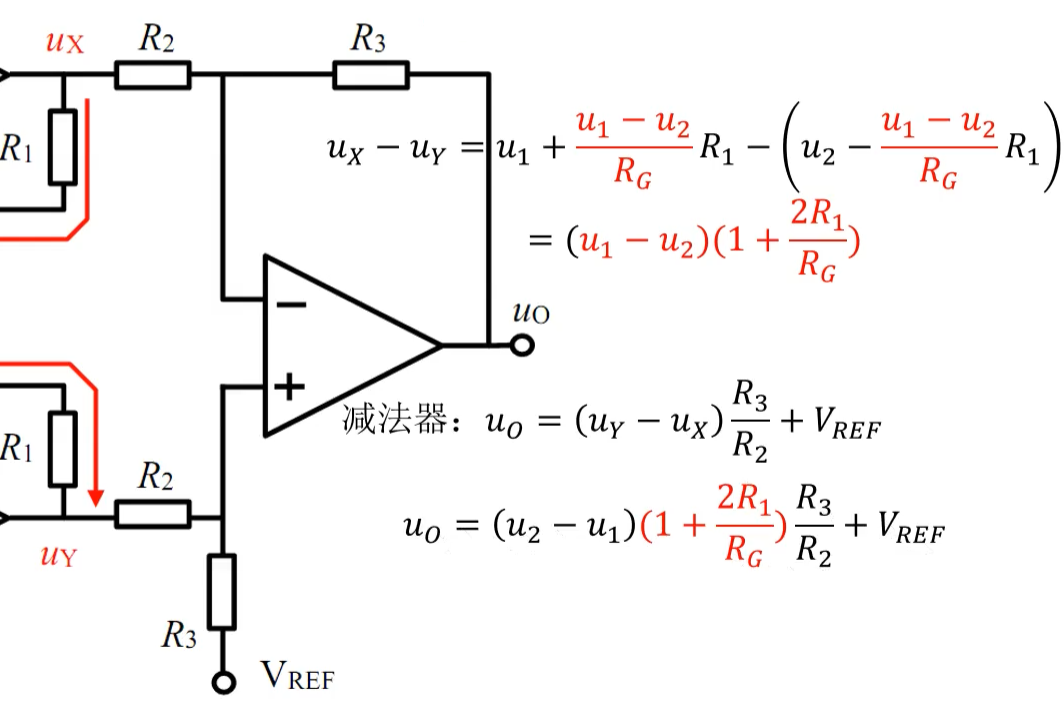 uX R2 R3
R1
uX − uY = u1 + (u1 − u2)/RG R1 − (u2 − (u1 − u2)/RG R1)
= (u1 − u2)(1 + 2R1/RG)
−
uO
+
减法器：uO = (uY − uX) R3/R2 + VREF
R1
R2
uO = (u2 − u1)(1 + 2R1/RG) R3/R2 + VREF
uY
R3
VREF